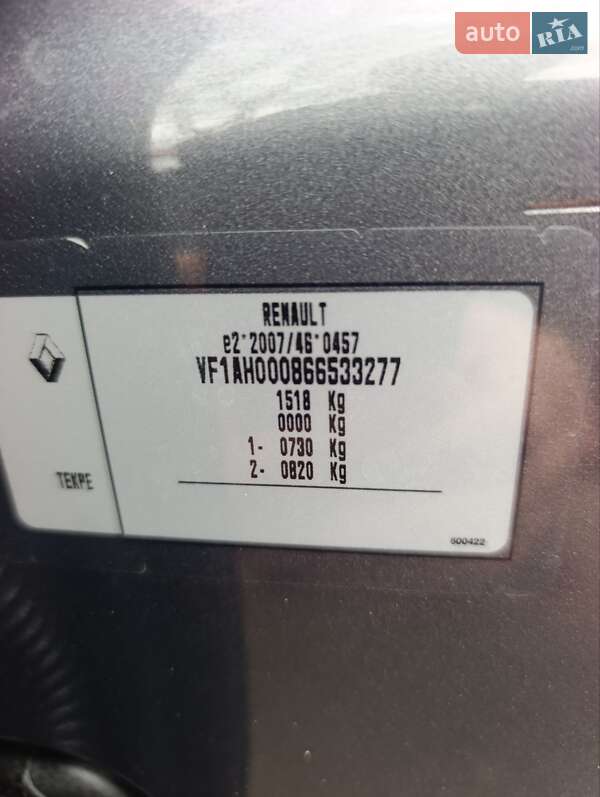 auto RIA .com
RENAULT
e2*2007/46*0457
VF1AH000866533277
1518 Kg
0000 Kg
1- 0730 Kg
2- 0820 Kg
TEKPE
600422